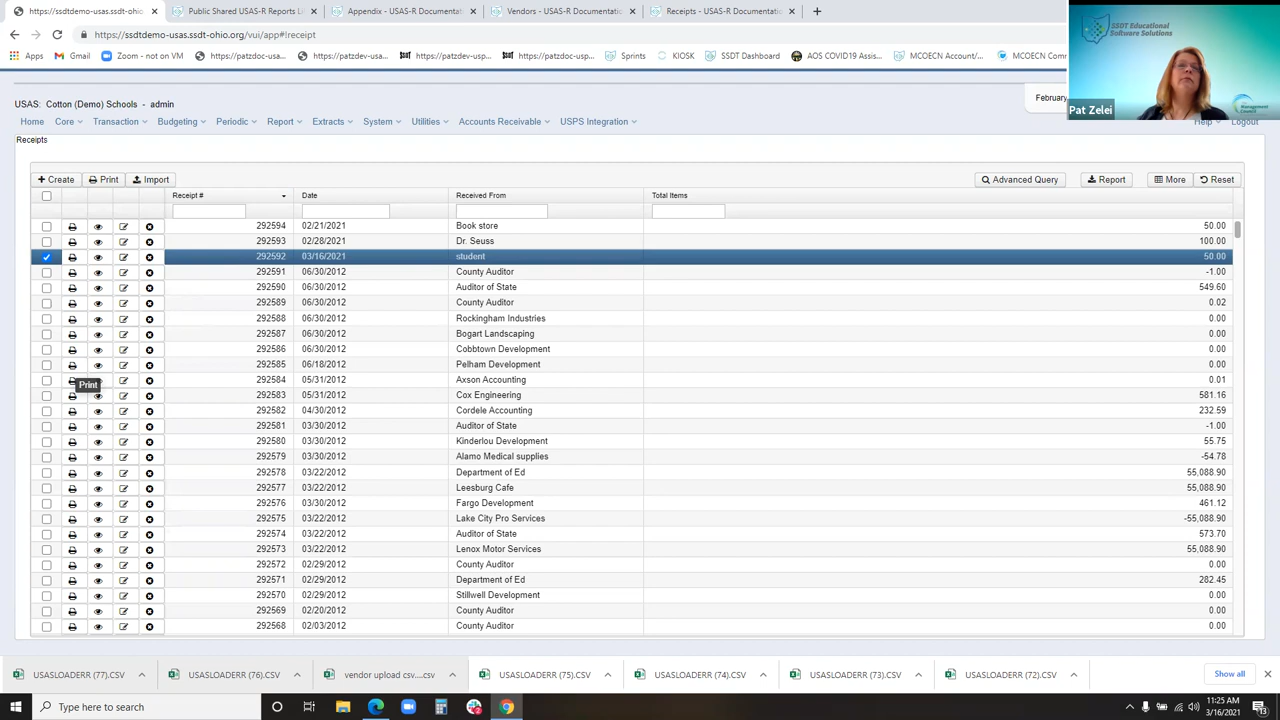 https://ssdtdemo-usas.ssdt-ohio
Public Shared USAS-R Reports Li
Appendix - USAS-R Documentat
Vendors - USAS-R Documentatio
Receipts - USAS-R Documentatio
https://ssdtdemo-usas.ssdt-ohio.org/vui/app#!receipt
Apps
Gmail
Zoom - not on VM
https://patzdoc-usa...
https://patzdev-usa...
https://patzdev-usp...
https://patzdoc-usp...
Sprints
KIOSK
SSDT Dashboard
AOS COVID19 Assis...
MCOECN Account/...
MCOECN Commu
SSDT Educational
Software Solutions
Management
Council
Pat Zelei
USAS: Cotton (Demo) Schools - admin
February
Home Core Transaction Budgeting Periodic Report Extracts System Utilities Accounts Receivable USPS Integration Help Logout
Receipts
Create Print Import Advanced Query Report More Reset
Receipt # Date Received From Total Items
292594 02/21/2021 Book store 50.00
292593 02/28/2021 Dr. Seuss 100.00
292592 03/16/2021 student 50.00
292591 06/30/2012 County Auditor -1.00
292590 06/30/2012 Auditor of State 549.60
292589 06/30/2012 County Auditor 0.02
292588 06/30/2012 Rockingham Industries 0.00
292587 06/30/2012 Bogart Landscaping 0.00
292586 06/30/2012 Cobbtown Development 0.00
292585 06/18/2012 Pelham Development 0.00
292584 05/31/2012 Axson Accounting 0.01
Print
292583 05/31/2012 Cox Engineering 581.16
292582 04/30/2012 Cordele Accounting 232.59
292581 03/30/2012 Auditor of State -1.00
292580 03/30/2012 Kinderlou Development 55.75
292579 03/30/2012 Alamo Medical supplies -54.78
292578 03/22/2012 Department of Ed 55,088.90
292577 03/22/2012 Leesburg Cafe 55,088.90
292576 03/30/2012 Fargo Development 461.12
292575 03/22/2012 Lake City Pro Services -55,088.90
292574 03/22/2012 Auditor of State 573.70
292573 03/22/2012 Lenox Motor Services 55,088.90
292572 02/29/2012 County Auditor 0.00
292571 02/29/2012 Department of Ed 282.45
292570 02/29/2012 Stillwell Development 0.00
292569 02/20/2012 County Auditor 0.00
292568 02/03/2012 County Auditor 0.00
USASLOADERR (77).CSV
USASLOADERR (76).CSV
vendor upload csv....csv
USASLOADERR (75).CSV
USASLOADERR (74).CSV
USASLOADERR (73).CSV
USASLOADERR (72).CSV
Show all
Type here to search
11:25 AM
3/16/2021
13